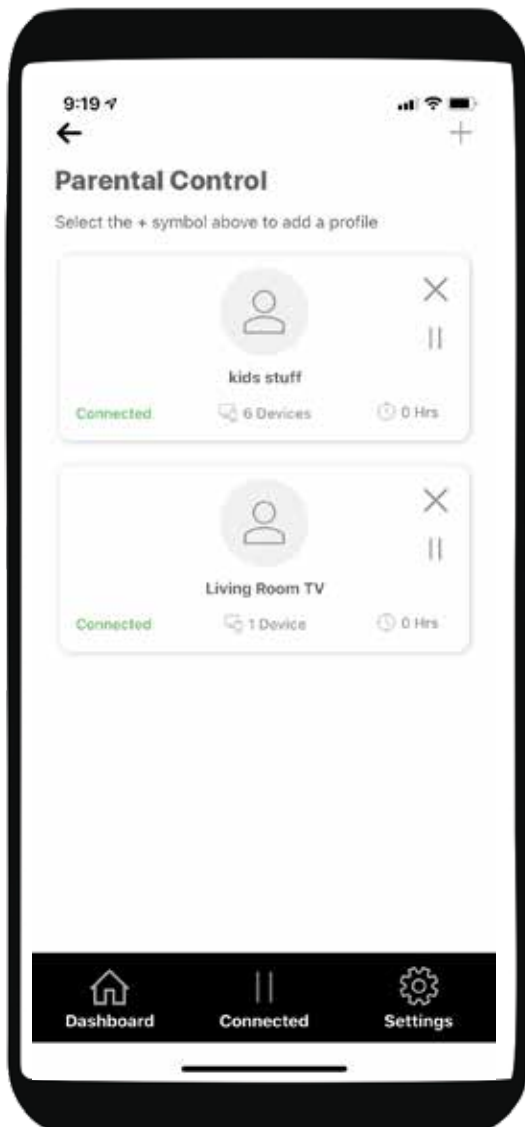 9:19
Parental Control
Select the + symbol above to add a profile
kids stuff
Connected 6 Devices 0 Hrs
Living Room TV
Connected 1 Device 0 Hrs
Dashboard Connected Settings